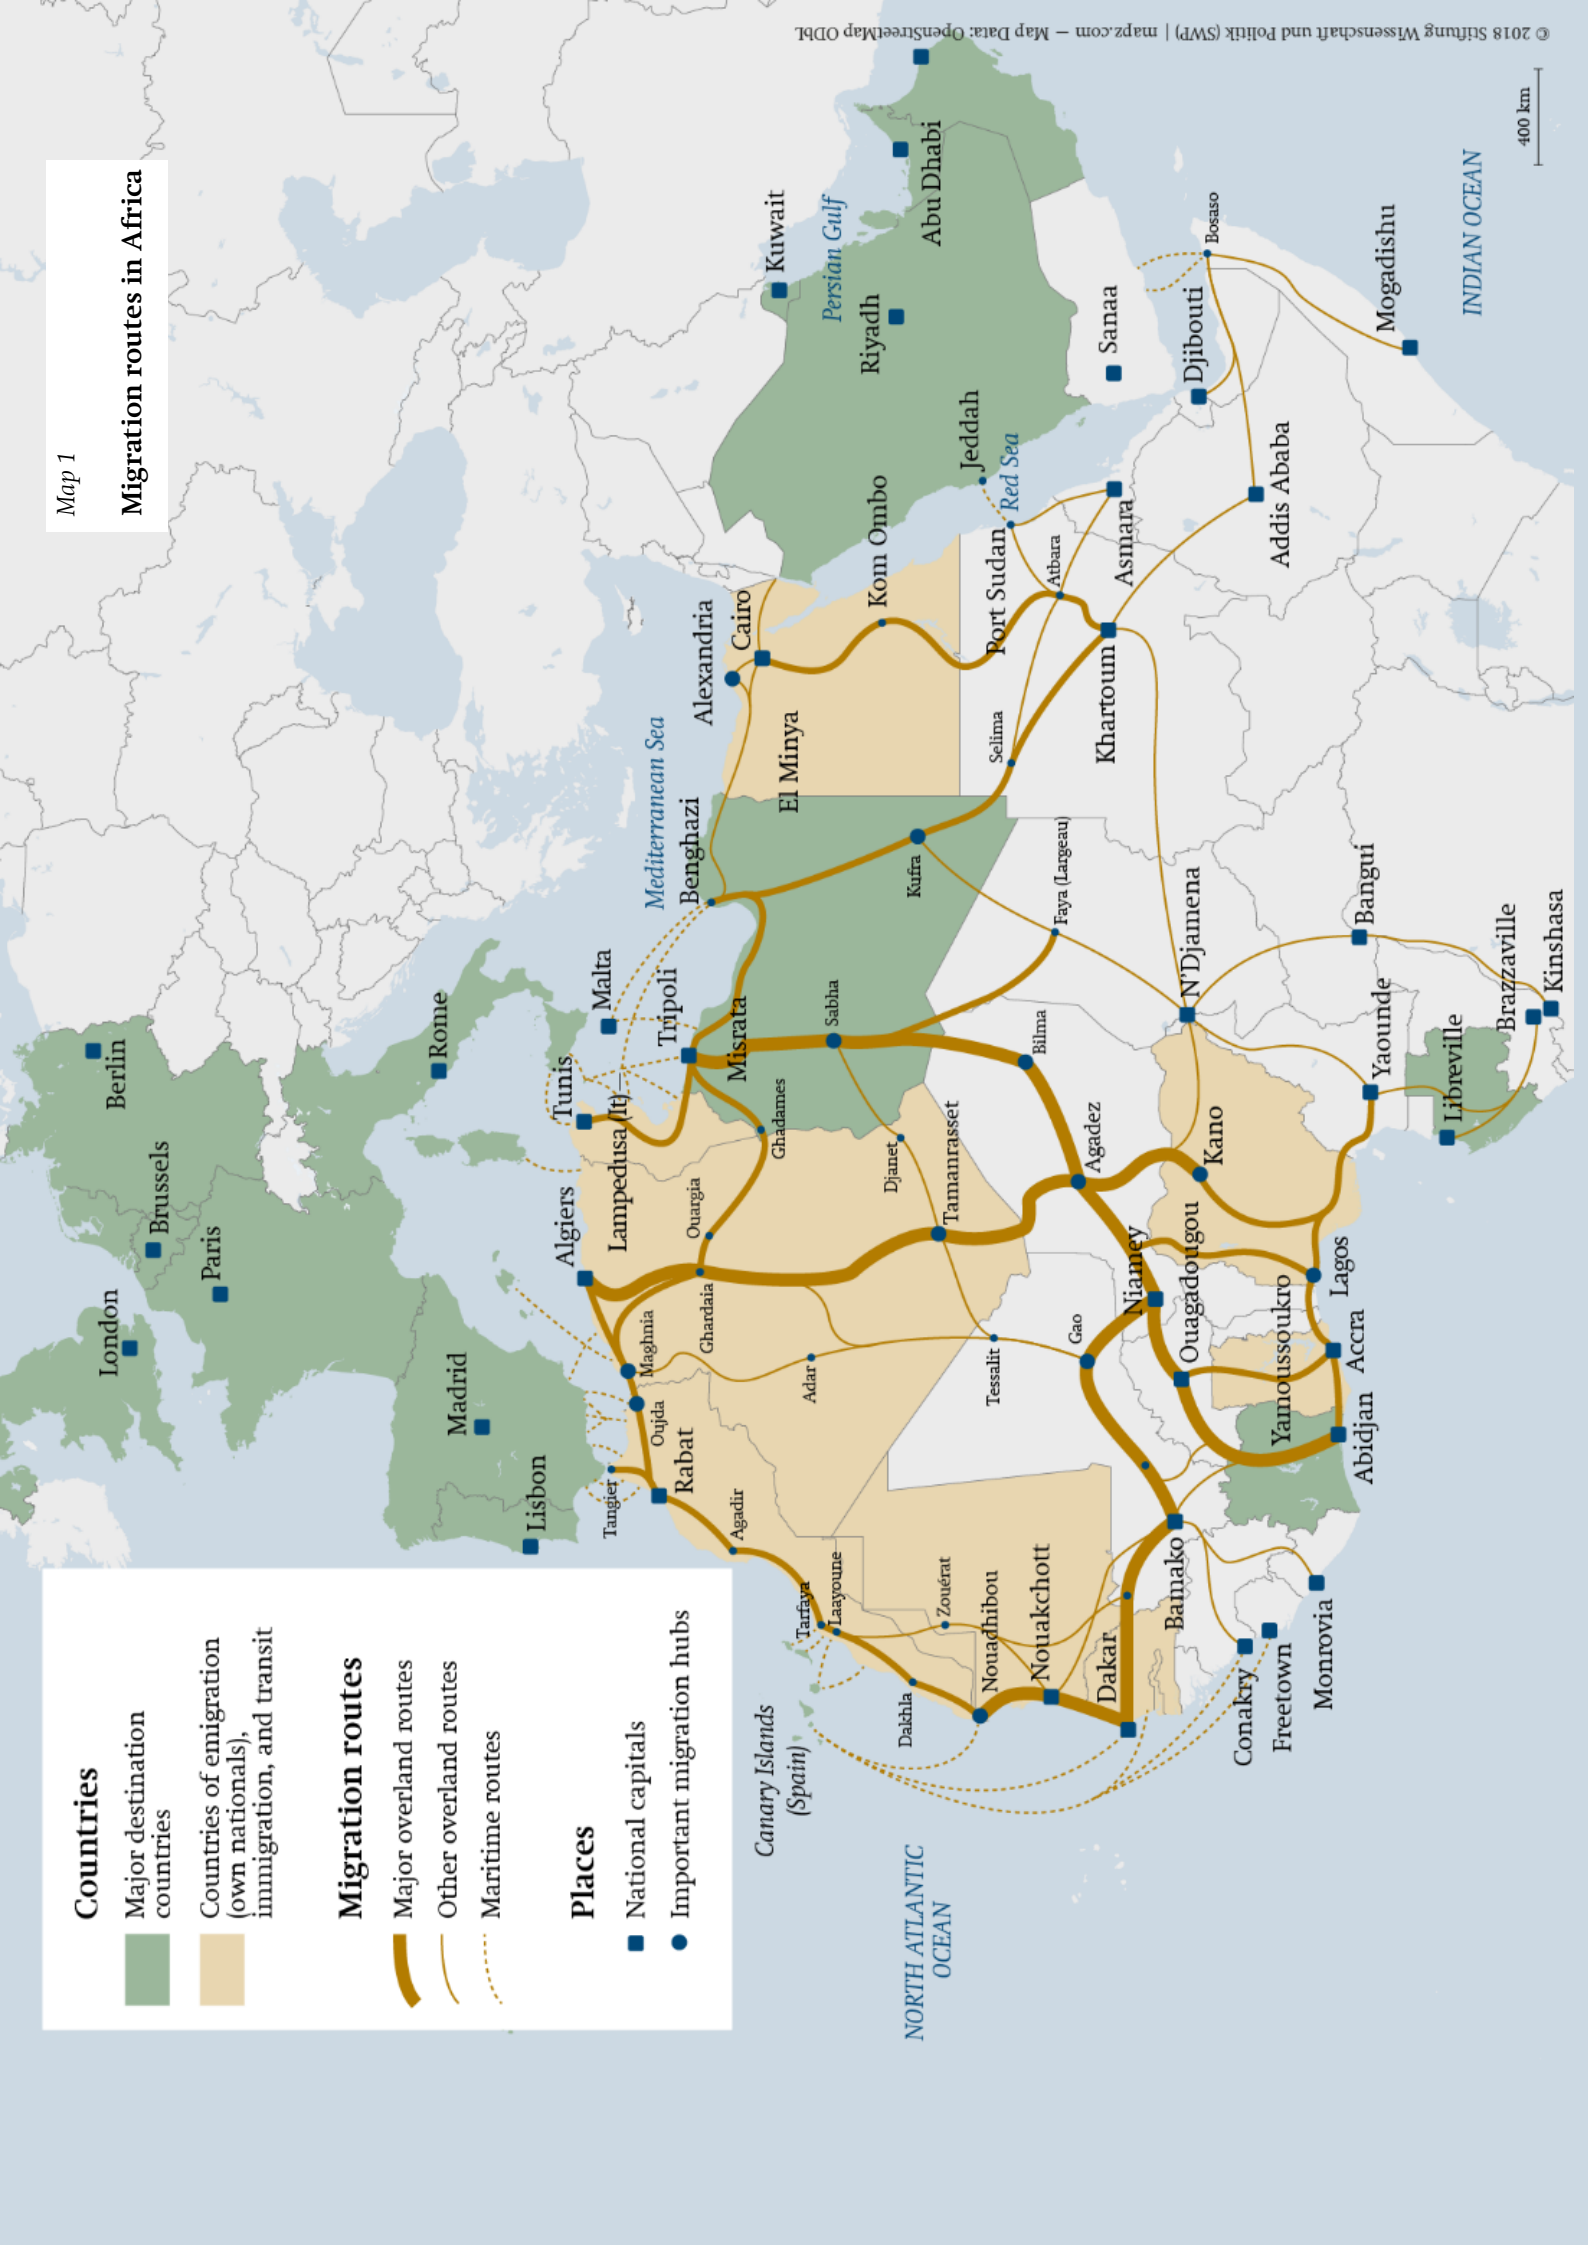 Map 1
Migration routes in Africa
Countries
Major destination
countries
Countries of emigration
(own nationals),
immigration, and transit
Migration routes
Major overland routes
Other overland routes
Maritime routes
Places
National capitals
Important migration hubs
London
Berlin
Brussels
Paris
Rome
Madrid
Lisbon
Algiers
Tunis
Malta
Lampedusa (It)
Tripoli
Mediterranean Sea
Benghazi
Misrata
Alexandria
Cairo
El Minya
Kuwait
Persian Gulf
Riyadh
Abu Dhabi
Tangier
Oujda
Maghnia
Rabat
Ghardaia
Ouargia
Ghadames
Agadir
Tarfaya
Laayoune
Canary Islands
(Spain)
Adar
Sabha
Kufra
Kom Ombo
Jeddah
Red Sea
Dakhla
Zouérat
Djanet
Tamanrasset
NORTH ATLANTIC
OCEAN
Nouadhibou
Nouakchott
Tessalit
Bilma
Faya (Largeau)
Selima
Port Sudan
Atbara
Asmara
Sanaa
Gao
Agadez
Khartoum
Dakar
Bamako
Niamey
Ouagadougou
Kano
N'Djamena
Djibouti
Bosaso
Addis Ababa
Conakry
Freetown
Monrovia
Yamoussoukro
Abidjan
Accra
Lagos
Yaounde
Bangui
Mogadishu
INDIAN OCEAN
Libreville
Brazzaville
Kinshasa
400 km
© 2018 Stiftung Wissenschaft und Politik (SWP) | mapz.com – Map Data: OpenStreetMap ODbL